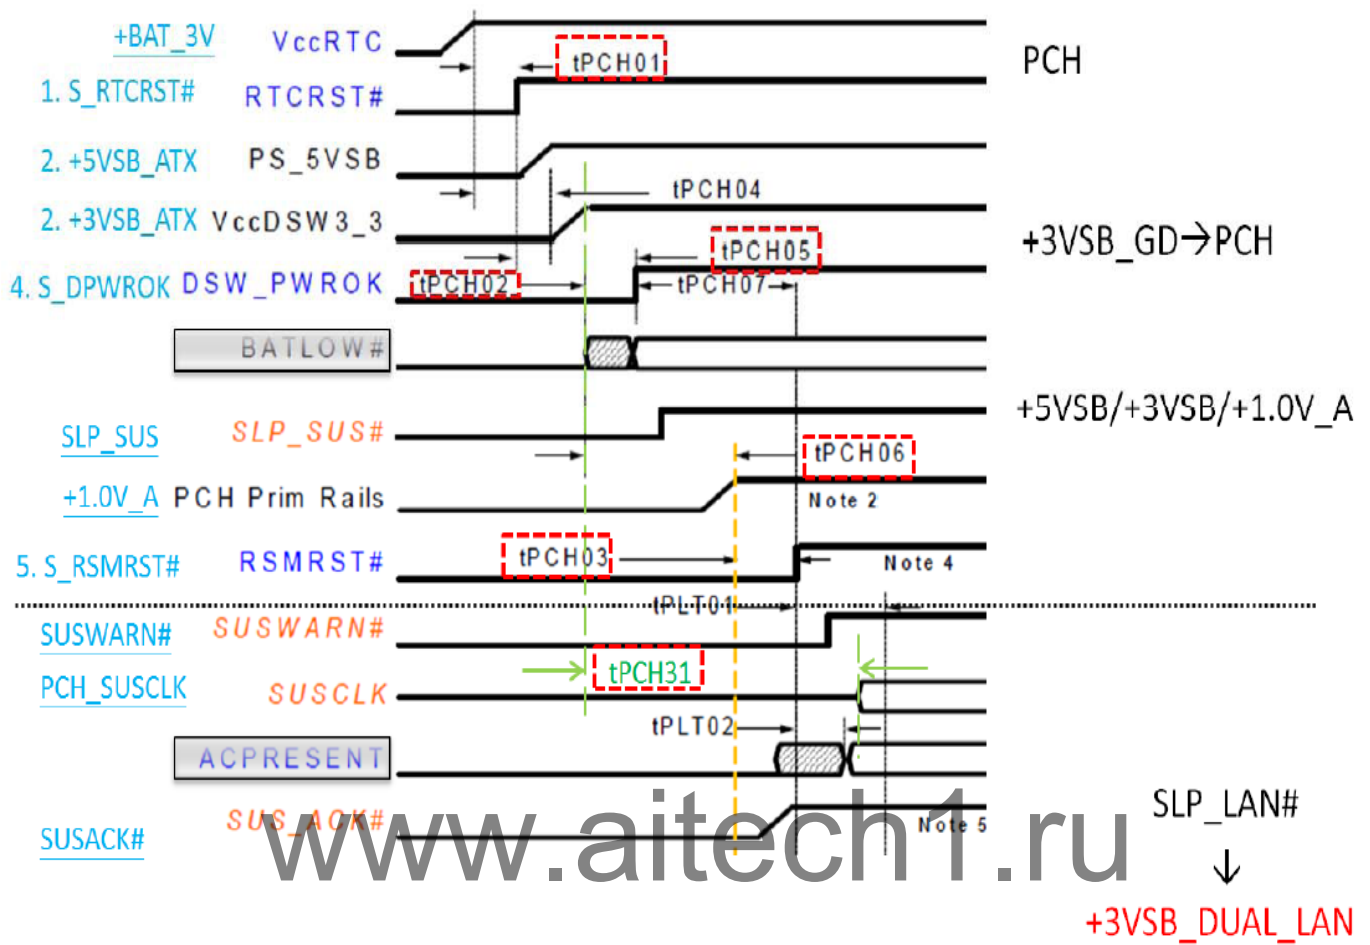 +BAT_3V VccRTC tPCH01 PCH
1. S_RTCRST# RTCRST#
2. +5VSB_ATX PS_5VSB
tPCH04
2. +3VSB_ATX VccDSW3_3
tPCH05 +3VSB_GD→PCH
4. S_DPWROK DSW_PWROK tPCH02 tPCH07
BATLOW#
+5VSB/+3VSB/+1.0V_A
SLP_SUS SLP_SUS#
tPCH06
+1.0V_A PCH Prim Rails Note 2
5. S_RSMRST# RSMRST# tPCH03 Note 4
tPLT01
SUSWARN# SUSWARN#
tPCH31
PCH_SUSCLK SUSCLK
tPLT02
ACPRESENT
SLP_LAN#
SUSACK# SUS_ACK# Note 5
www.aitech1.ru
↓
+3VSB_DUAL_LAN